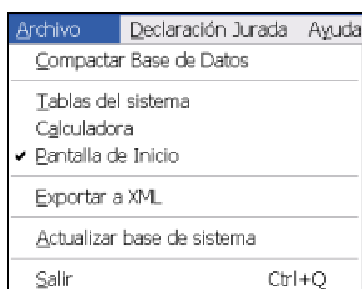 Archivo Declaración Jurada Ayuda
Compactar Base de Datos
Tablas del sistema
Calculadora
✔ Pantalla de Inicio
Exportar a XML
Actualizar base de sistema
Salir Ctrl+Q